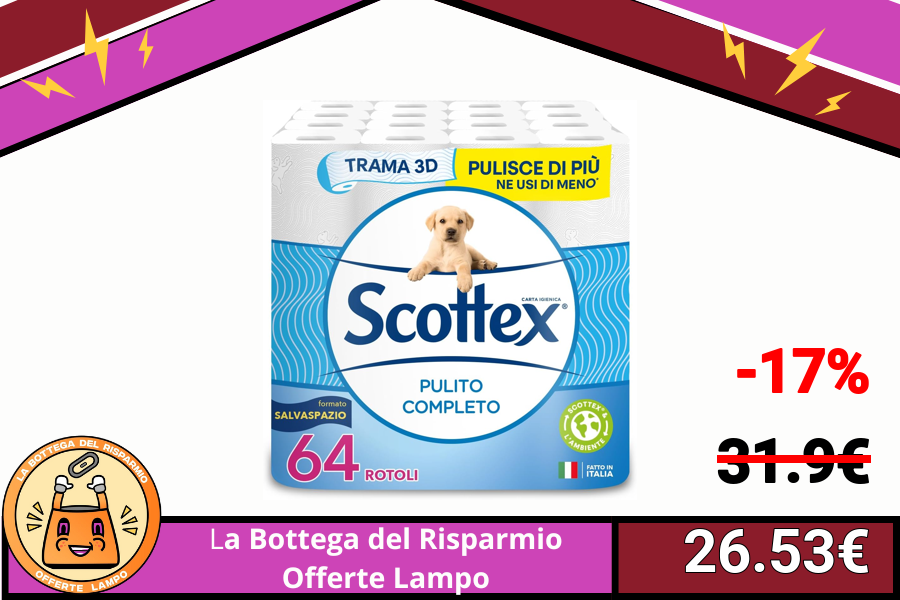 TRAMA 3D
PULISCE DI PIÙ
NE USI DI MENO*
CARTA IGIENICA
Scottex®
PULITO
COMPLETO
formato
SALVASPAZIO
64 ROTOLI
SCOTTEX® &
L'AMBIENTE
FATTO IN
ITALIA
-17%
31.9€
26.53€
LA BOTTEGA DEL RISPARMIO
OFFERTE LAMPO
La Bottega del Risparmio
Offerte Lampo